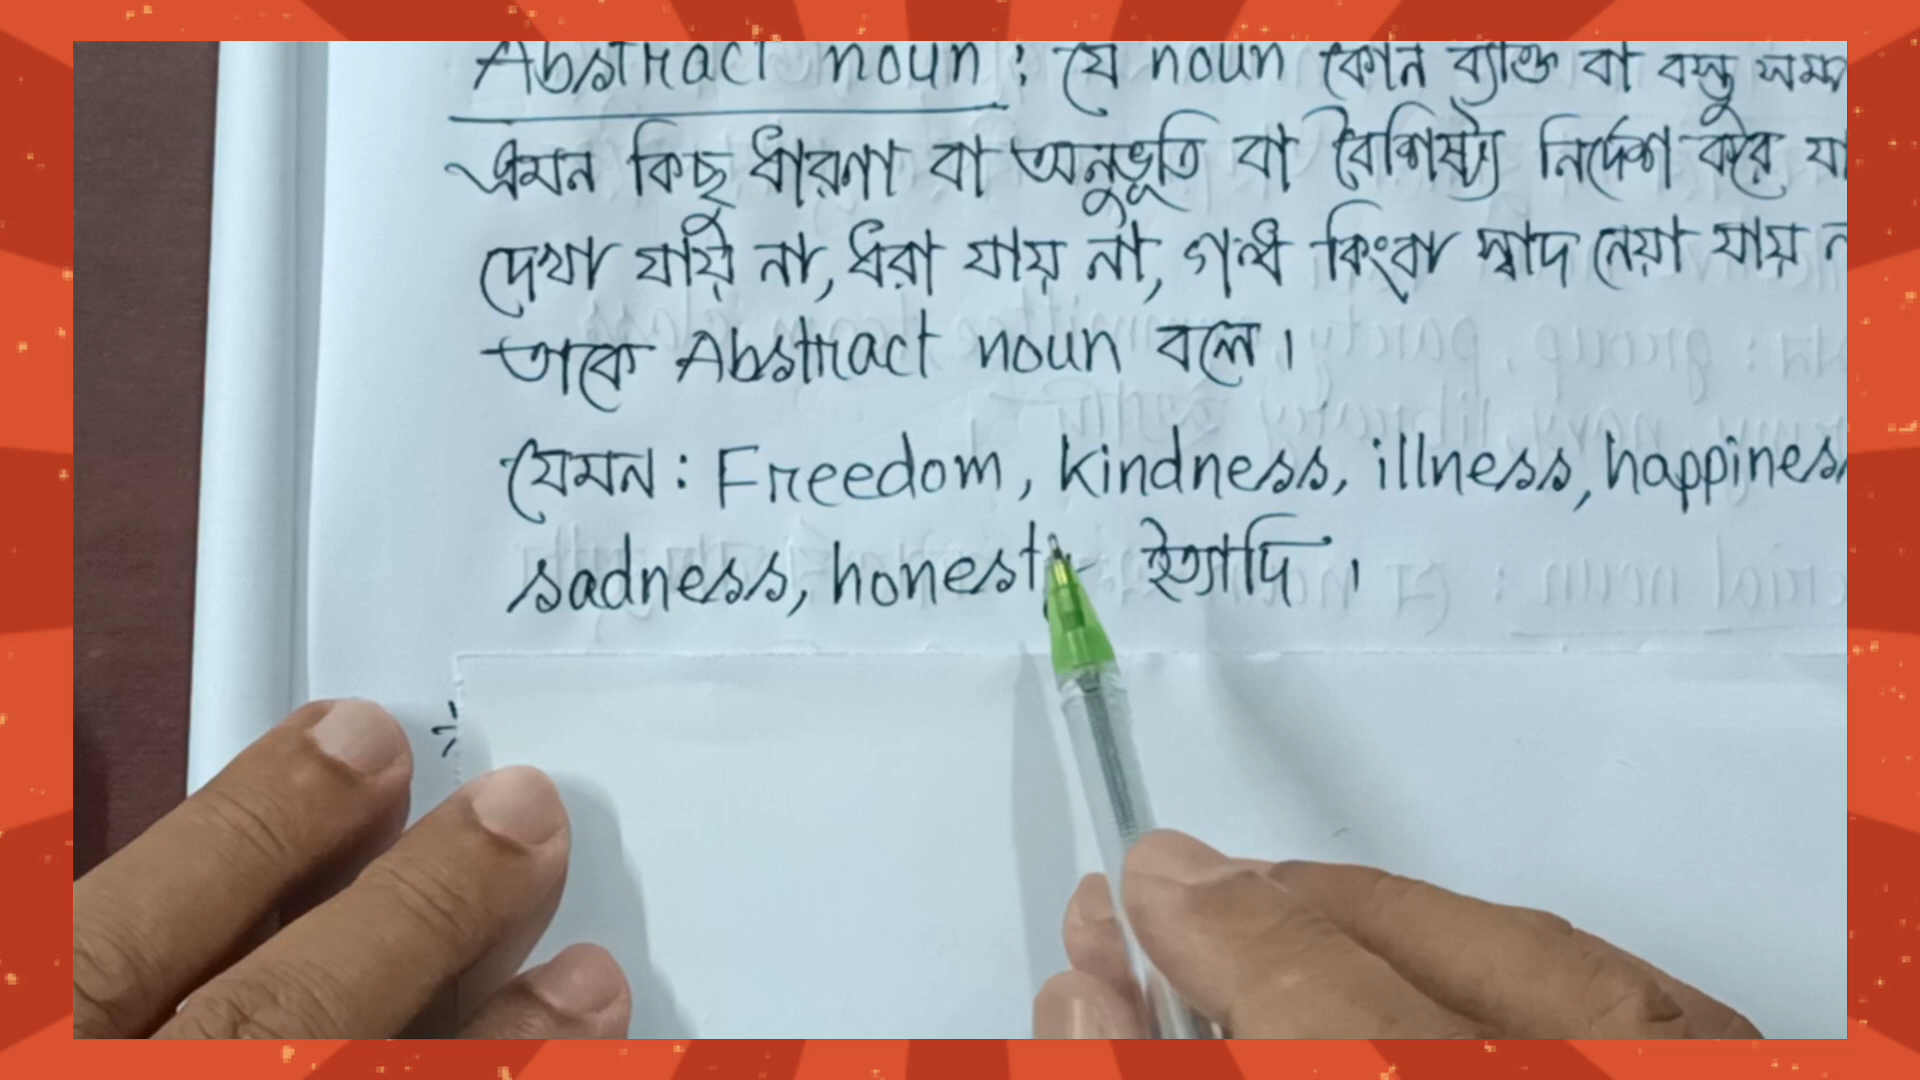 Abstract noun : যে noun কোন ব্যক্তি বা বস্তু
এমন কিছু ধারণা বা অনুভূতি বা বৈশিষ্ট্য নির্দেশ করে যা
দেখা যায় না, ধরা যায় না, গন্ধ কিংবা স্বাদ নেয়া যায়
তাকে Abstract noun বলে।
যেমন : Freedom, kindness, illness, happiness
sadness, honesty ইত্যাদি ।